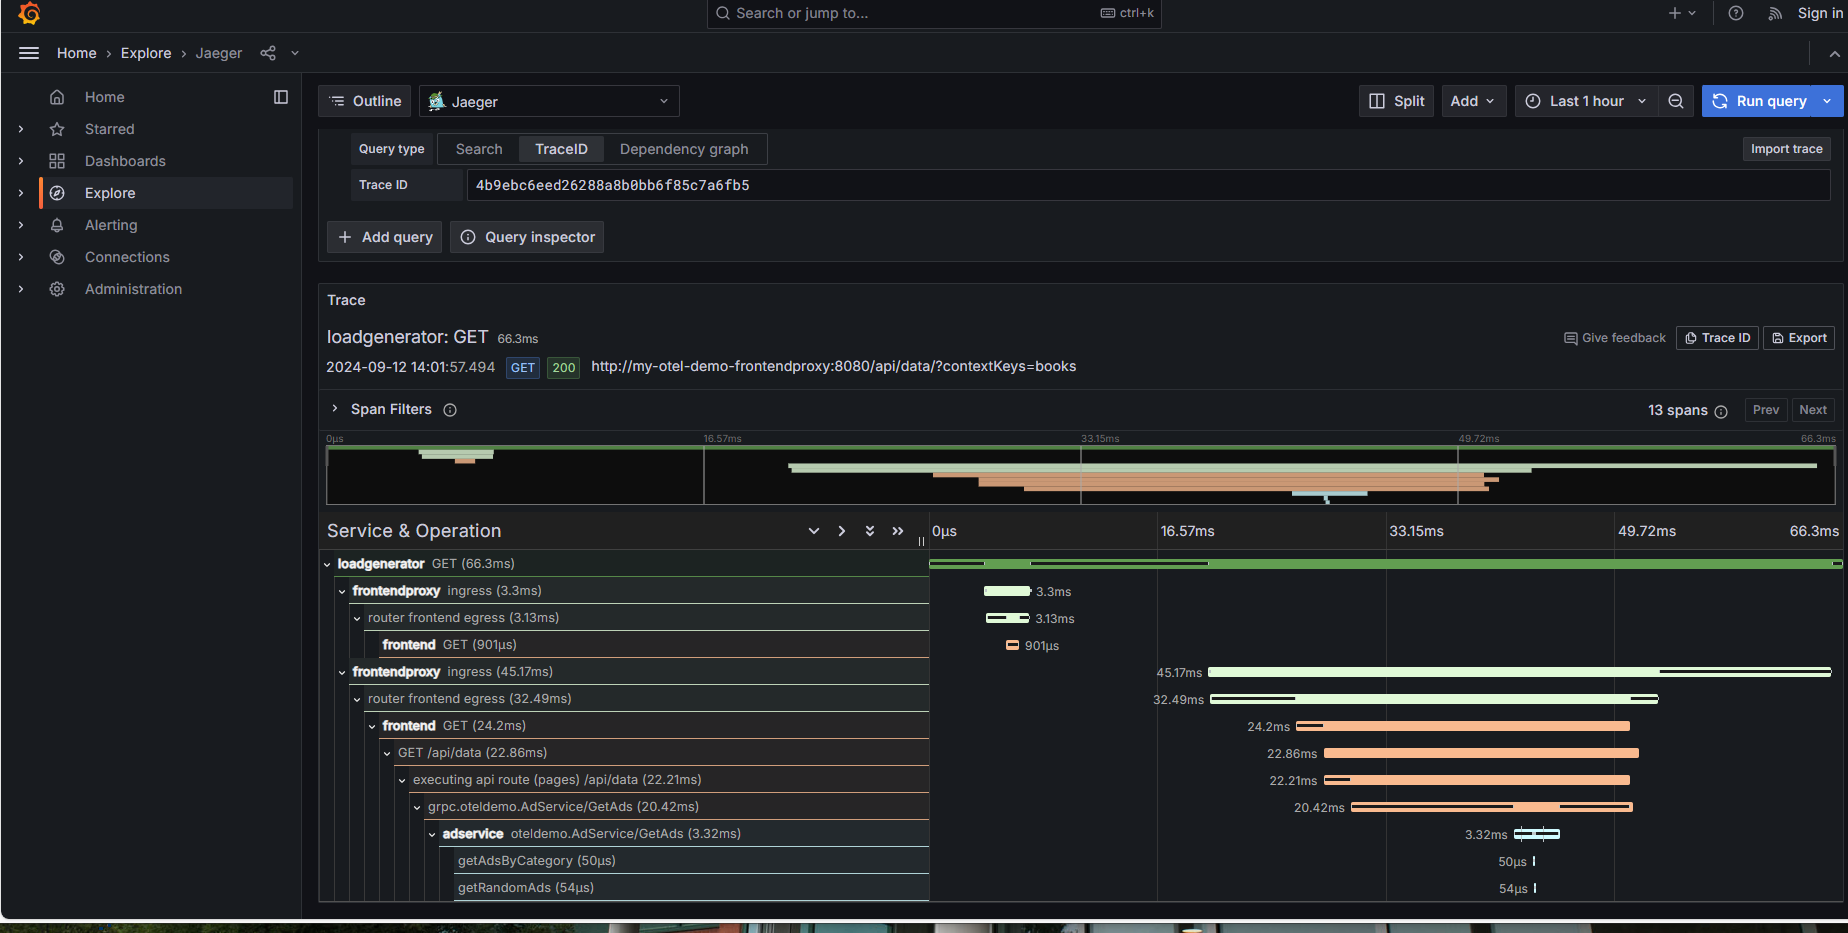 Search or jump to... ctrl+k Sign in
Home › Explore › Jaeger
Home
Starred
Dashboards
Explore
Alerting
Connections
Administration
Outline Jaeger Split Add Last 1 hour Run query
Query type Search TraceID Dependency graph Import trace
Trace ID 4b9ebc6eed26288a8b0bb6f85c7a6fb5
+ Add query Query inspector
Trace
loadgenerator: GET 66.3ms Give feedback Trace ID Export
2024-09-12 14:01:57.494 GET 200 http://my-otel-demo-frontendproxy:8080/api/data/?contextKeys=books
Span Filters 13 spans Prev Next
0μs 16.57ms 33.15ms 49.72ms 66.3ms
Service & Operation 0μs 16.57ms 33.15ms 49.72ms 66.3ms
loadgenerator GET (66.3ms)
frontendproxy ingress (3.3ms) 3.3ms
router frontend egress (3.13ms) 3.13ms
frontend GET (901μs) 901μs
frontendproxy ingress (45.17ms) 45.17ms
router frontend egress (32.49ms) 32.49ms
frontend GET (24.2ms) 24.2ms
GET /api/data (22.86ms) 22.86ms
executing api route (pages) /api/data (22.21ms) 22.21ms
grpc.oteldemo.AdService/GetAds (20.42ms) 20.42ms
adservice oteldemo.AdService/GetAds (3.32ms) 3.32ms
getAdsByCategory (50μs) 50μs
getRandomAds (54μs) 54μs